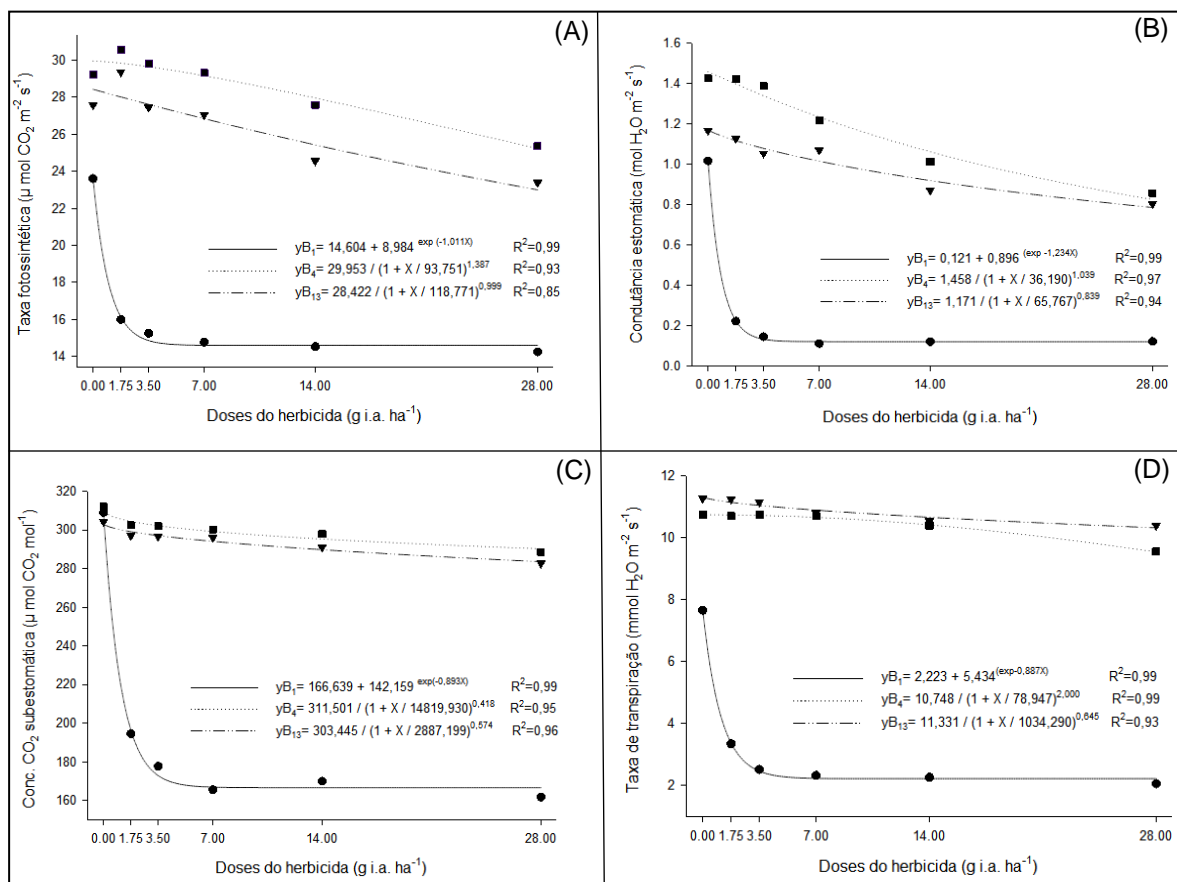 (A)
Taxa fotossintética (µ mol CO₂ m⁻² s⁻¹)
30
28
26
24
22
20
18
16
14
yB₁= 14,604 + 8,984 ᵉˣᵖ ⁽⁻¹,⁰¹¹ˣ⁾ R²=0,99
yB₄= 29,953 / (1 + X / 93,751)¹,³⁸⁷ R²=0,93
yB₁₃= 28,422 / (1 + X / 118,771)⁰,⁹⁹⁹ R²=0,85
0.00 1.75 3.50 7.00 14.00 28.00
Doses do herbicida (g i.a. ha⁻¹)
(B)
Condutância estomática (mol H₂O m⁻² s⁻¹)
1.6
1.4
1.2
1.0
0.8
0.6
0.4
0.2
0.0
yB₁= 0,121 + 0,896 ⁽ᵉˣᵖ ⁻¹,²³⁴ˣ⁾ R²=0,99
yB₄= 1,458 / (1 + X / 36,190)¹,⁰³⁹ R²=0,97
yB₁₃= 1,171 / (1 + X / 65,767)⁰,⁸³⁹ R²=0,94
0.00 1.75 3.50 7.00 14.00 28.00
Doses do herbicida (g i.a. ha⁻¹)
(C)
Conc. CO₂ subestomática (µ mol CO₂ mol⁻¹)
320
300
280
260
240
220
200
180
160
yB₁= 166,639 + 142,159 ᵉˣᵖ⁽⁻⁰,⁸⁹³ˣ⁾ R²=0,99
yB₄= 311,501 / (1 + X / 14819,930)⁰,⁴¹⁸ R²=0,95
yB₁₃= 303,445 / (1 + X / 2887,199)⁰,⁵⁷⁴ R²=0,96
0.00 1.75 3.50 7.00 14.00 28.00
Doses do herbicida (g i.a. ha⁻¹)
(D)
Taxa de transpiração (mmol H₂O m⁻² s⁻¹)
12
10
8
6
4
2
yB₁= 2,223 + 5,434⁽ᵉˣᵖ⁻⁰,⁸⁸⁷ˣ⁾ R²=0,99
yB₄= 10,748 / (1 + X / 78,947)²,⁰⁰⁰ R²=0,99
yB₁₃= 11,331 / (1 + X / 1034,290)⁰,⁶⁴⁵ R²=0,93
0.00 1.75 3.50 7.00 14.00 28.00
Doses do herbicida (g i.a. ha⁻¹)